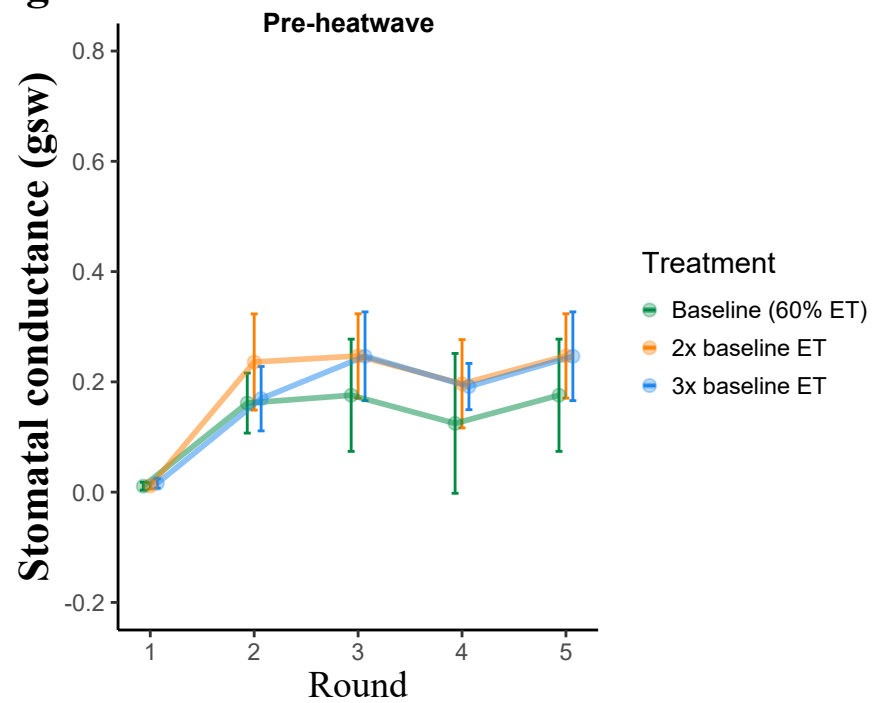 g
Pre-heatwave
Stomatal conductance (gsw)
0.8
0.6
0.4
0.2
0.0
-0.2
1 2 3 4 5
Round
Treatment
Baseline (60% ET)
2x baseline ET
3x baseline ET